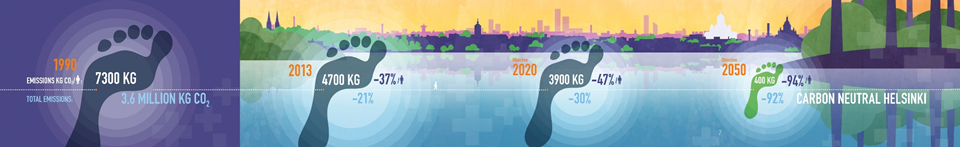 1990
EMISSIONS KG CO₂/
7300 KG
TOTAL EMISSIONS:
3.6 MILLION KG CO₂
2013
4700 KG
-37%/
-21%
2020
3900 KG
-47%/
-30%
2050
400 KG
-94%/
-92%
CARBON NEUTRAL HELSINKI